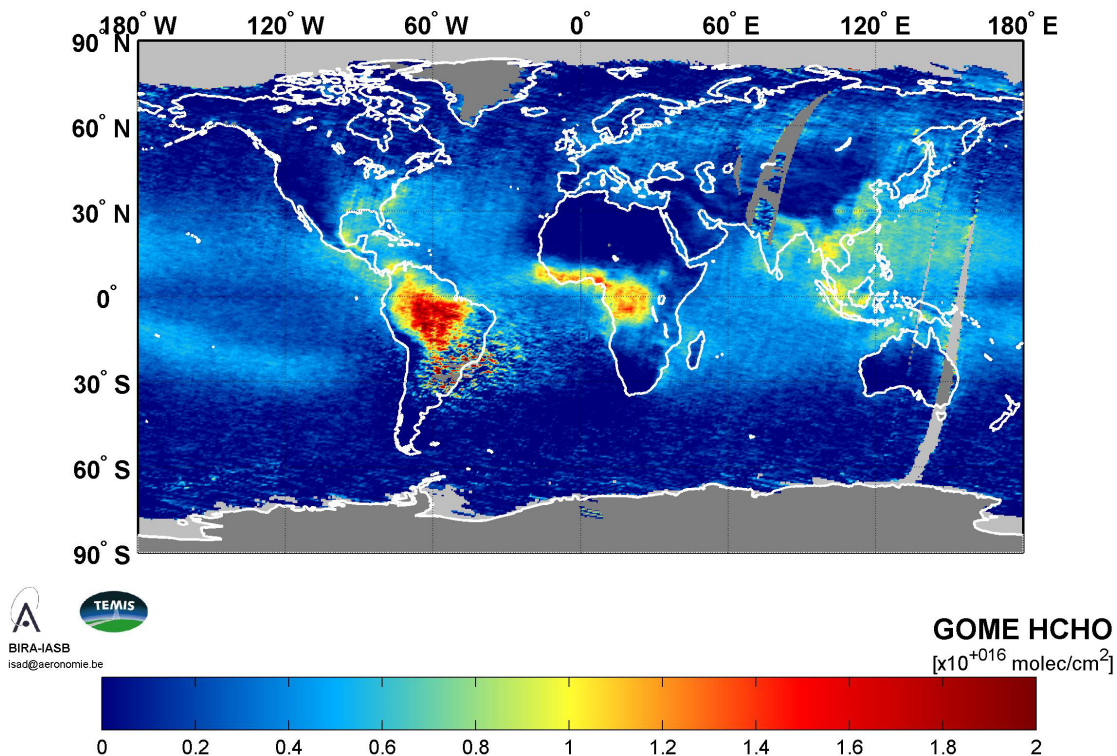 180° W 120° W 60° W 0° 60° E 120° E 180° E
90° N
60° N
30° N
0°
30° S
60° S
90° S
TEMIS
BIRA-IASB
isad@aeronomie.be
GOME HCHO
[x10⁺⁰¹⁶ molec/cm²]
0 0.2 0.4 0.6 0.8 1 1.2 1.4 1.6 1.8 2